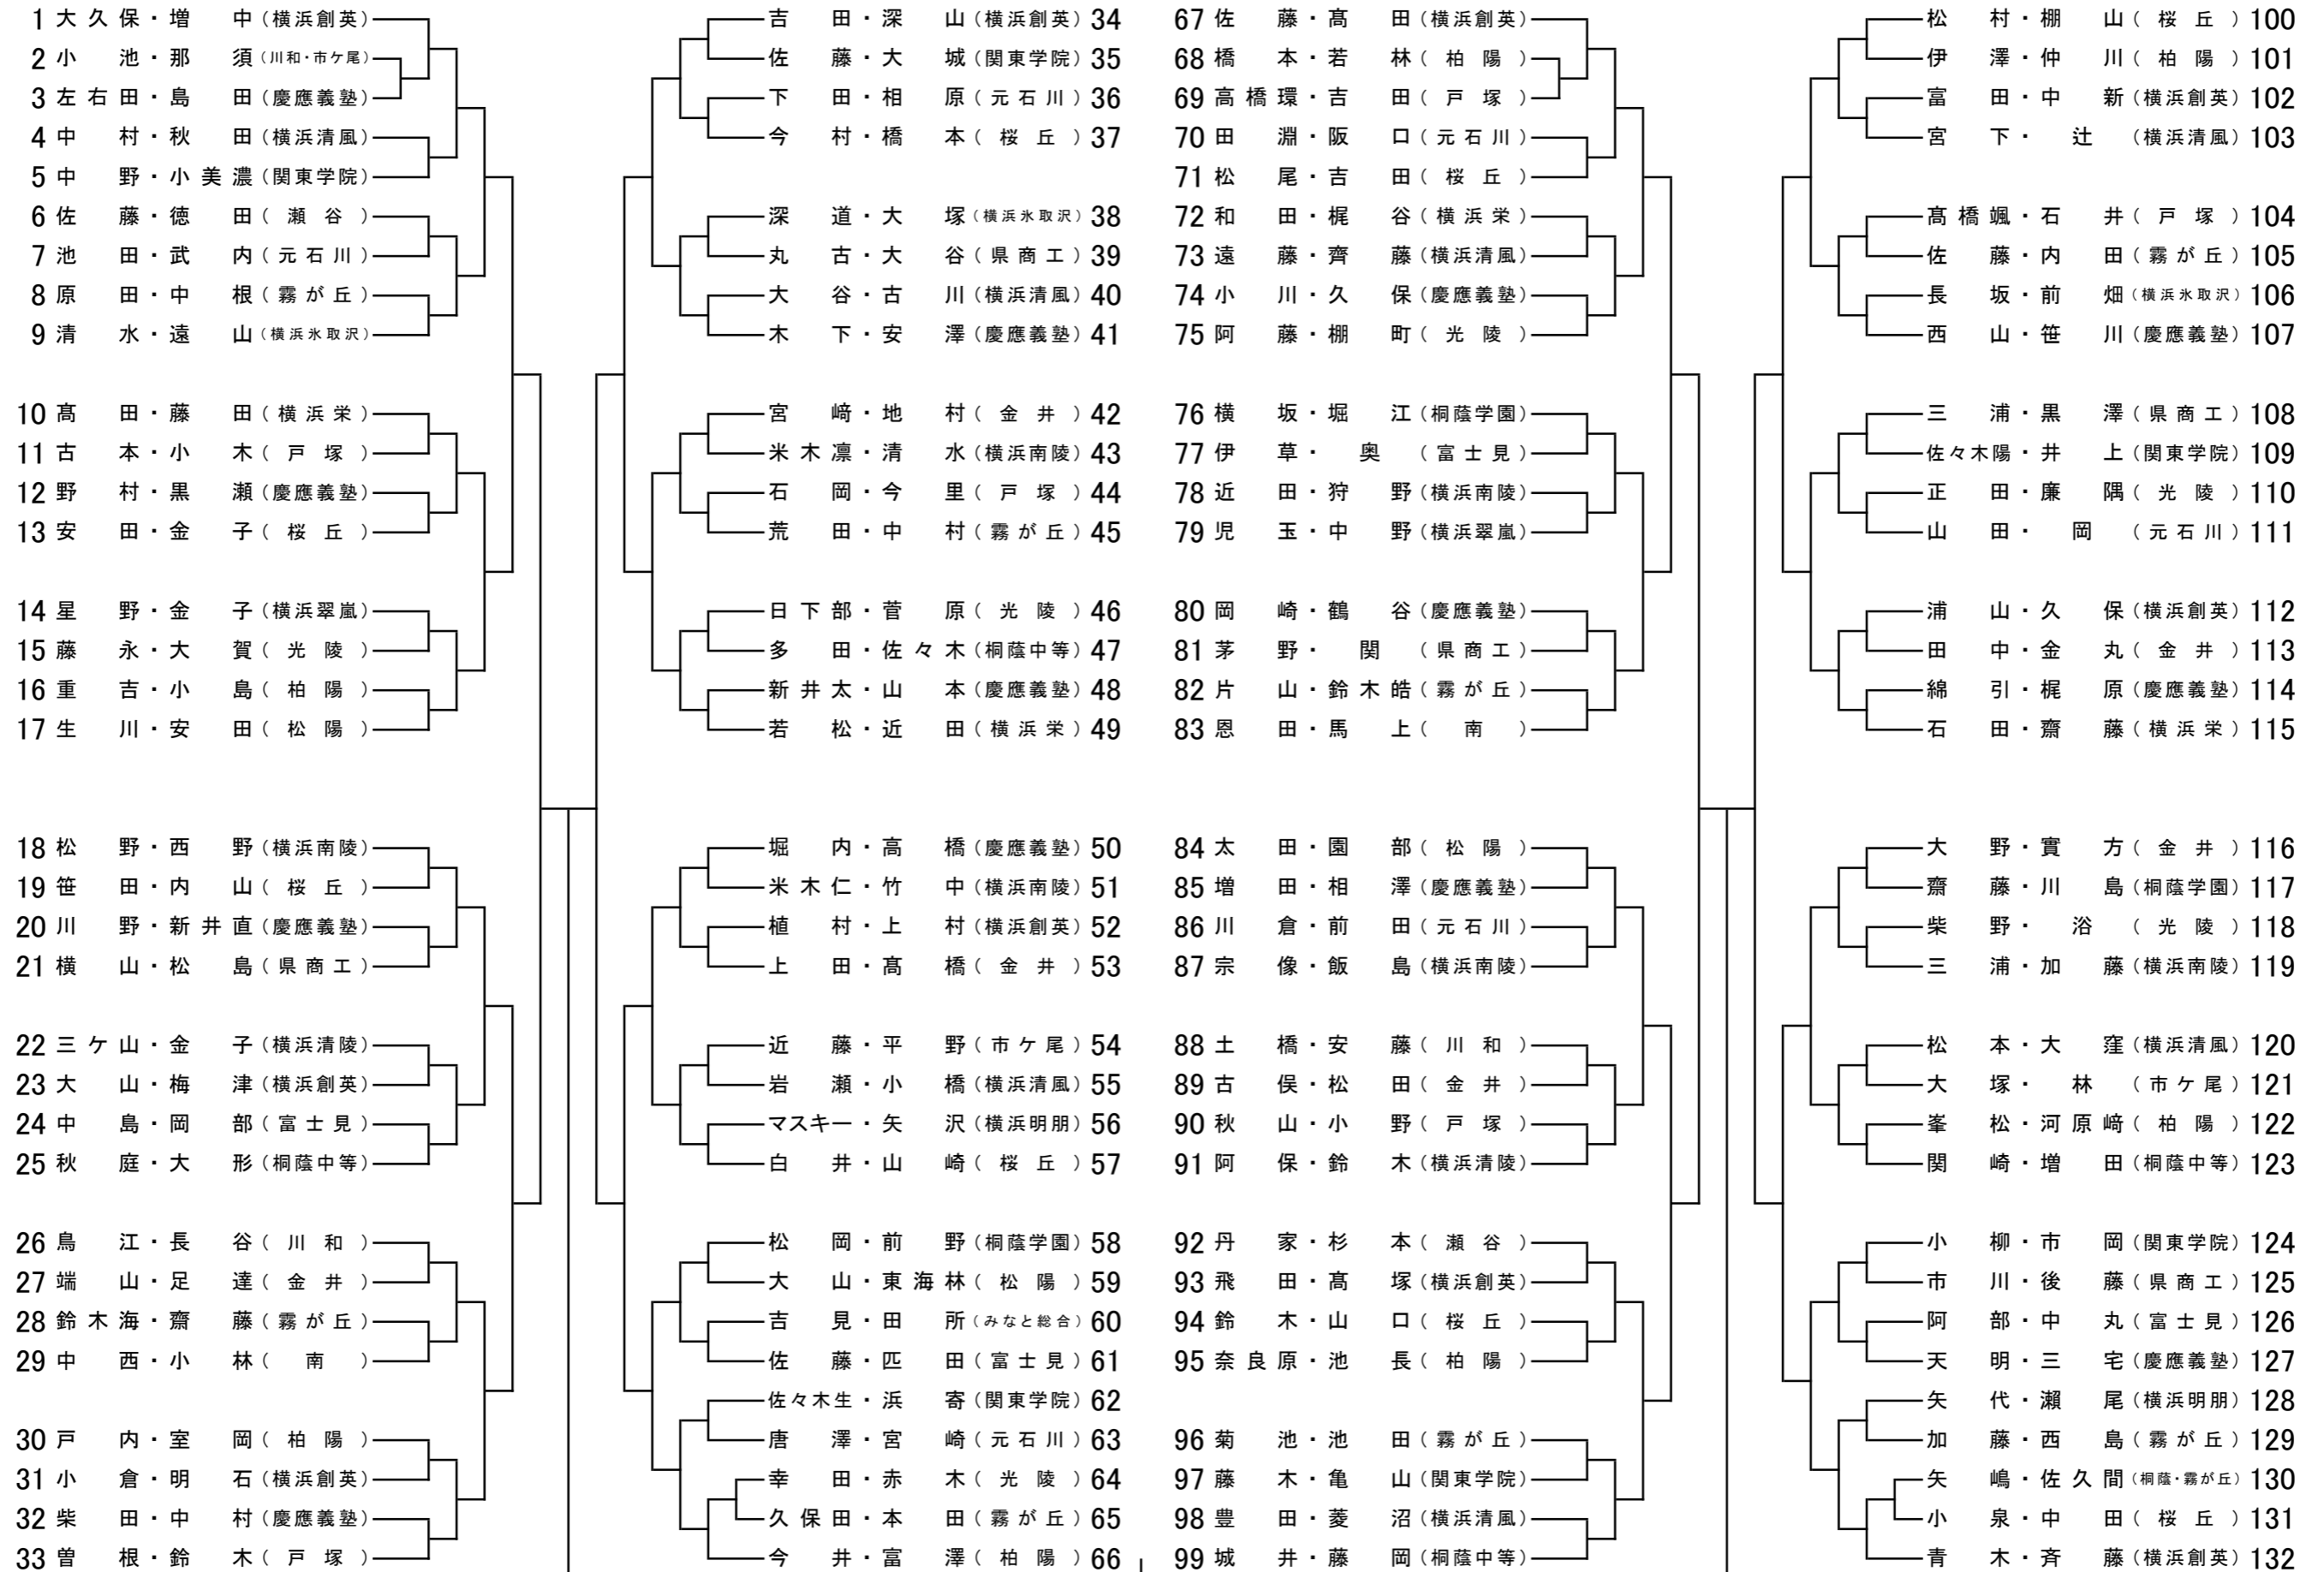 1 大久保・増中(横浜創英)
2 小池・那須(川和・市ケ尾)
3 左右田・島田(慶應義塾)
4 中村・秋田(横浜清風)
5 中野・小美濃(関東学院)
6 佐藤・徳田(瀬谷)
7 池田・武内(元石川)
8 原田・中根(霧が丘)
9 清水・遠山(横浜氷取沢)
10 髙田・藤田(横浜栄)
11 古本・小木(戸塚)
12 野村・黒瀬(慶應義塾)
13 安田・金子(桜丘)
14 星野・金子(横浜翠嵐)
15 藤永・大賀(光陵)
16 重吉・小島(柏陽)
17 生川・安田(松陽)
18 松野・西野(横浜南陵)
19 笹田・内山(桜丘)
20 川野・新井直(慶應義塾)
21 横山・松島(県商工)
22 三ケ山・金子(横浜清陵)
23 大山・梅津(横浜創英)
24 中島・岡部(富士見)
25 秋庭・大形(桐蔭中等)
26 鳥江・長谷(川和)
27 端山・足達(金井)
28 鈴木海・齋藤(霧が丘)
29 中西・小林(南)
30 戸内・室岡(柏陽)
31 小倉・明石(横浜創英)
32 柴田・中村(慶應義塾)
33 曽根・鈴木(戸塚)
吉田・深山(横浜創英) 34
佐藤・大城(関東学院) 35
下田・相原(元石川) 36
今村・橋本(桜丘) 37
深道・大塚(横浜氷取沢) 38
丸古・大谷(県商工) 39
大谷・古川(横浜清風) 40
木下・安澤(慶應義塾) 41
宮﨑・地村(金井) 42
米木凛・清水(横浜南陵) 43
石岡・今里(戸塚) 44
荒田・中村(霧が丘) 45
日下部・菅原(光陵) 46
多田・佐々木(桐蔭中等) 47
新井太・山本(慶應義塾) 48
若松・近田(横浜栄) 49
堀内・高橋(慶應義塾) 50
米木仁・竹中(横浜南陵) 51
植村・上村(横浜創英) 52
上田・髙橋(金井) 53
近藤・平野(市ケ尾) 54
岩瀬・小橋(横浜清風) 55
マスキー・矢沢(横浜明朋) 56
白井・山崎(桜丘) 57
松岡・前野(桐蔭学園) 58
大山・東海林(松陽) 59
吉見・田所(みなと総合) 60
佐藤・匹田(富士見) 61
佐々木生・浜寄(関東学院) 62
唐澤・宮崎(元石川) 63
幸田・赤木(光陵) 64
久保田・本田(霧が丘) 65
今井・富澤(柏陽) 66
67 佐藤・髙田(横浜創英)
68 橋本・若林(柏陽)
69 高橋環・吉田(戸塚)
70 田淵・阪口(元石川)
71 松尾・吉田(桜丘)
72 和田・梶谷(横浜栄)
73 遠藤・齊藤(横浜清風)
74 小川・久保(慶應義塾)
75 阿藤・棚町(光陵)
76 横坂・堀江(桐蔭学園)
77 伊草・奥(富士見)
78 近田・狩野(横浜南陵)
79 児玉・中野(横浜翠嵐)
80 岡崎・鶴谷(慶應義塾)
81 茅野・関(県商工)
82 片山・鈴木皓(霧が丘)
83 恩田・馬上(南)
84 太田・園部(松陽)
85 増田・相澤(慶應義塾)
86 川倉・前田(元石川)
87 宗像・飯島(横浜南陵)
88 土橋・安藤(川和)
89 古俣・松田(金井)
90 秋山・小野(戸塚)
91 阿保・鈴木(横浜清陵)
92 丹家・杉本(瀬谷)
93 飛田・髙塚(横浜創英)
94 鈴木・山口(桜丘)
95 奈良原・池長(柏陽)
96 菊池・池田(霧が丘)
97 藤木・亀山(関東学院)
98 豊田・菱沼(横浜清風)
99 城井・藤岡(桐蔭中等)
松村・棚山(桜丘) 100
伊澤・仲川(柏陽) 101
富田・中新(横浜創英) 102
宮下・辻(横浜清風) 103
髙橋颯・石井(戸塚) 104
佐藤・内田(霧が丘) 105
長坂・前畑(横浜氷取沢) 106
西山・笹川(慶應義塾) 107
三浦・黒澤(県商工) 108
佐々木陽・井上(関東学院) 109
正田・廉隅(光陵) 110
山田・岡(元石川) 111
浦山・久保(横浜創英) 112
田中・金丸(金井) 113
綿引・梶原(慶應義塾) 114
石田・齋藤(横浜栄) 115
大野・實方(金井) 116
齋藤・川島(桐蔭学園) 117
柴野・浴(光陵) 118
三浦・加藤(横浜南陵) 119
松本・大窪(横浜清風) 120
大塚・林(市ケ尾) 121
峯松・河原﨑(柏陽) 122
関崎・増田(桐蔭中等) 123
小柳・市岡(関東学院) 124
市川・後藤(県商工) 125
阿部・中丸(富士見) 126
天明・三宅(慶應義塾) 127
矢代・瀬尾(横浜明朋) 128
加藤・西島(霧が丘) 129
矢嶋・佐久間(桐蔭・霧が丘) 130
小泉・中田(桜丘) 131
青木・斉藤(横浜創英) 132